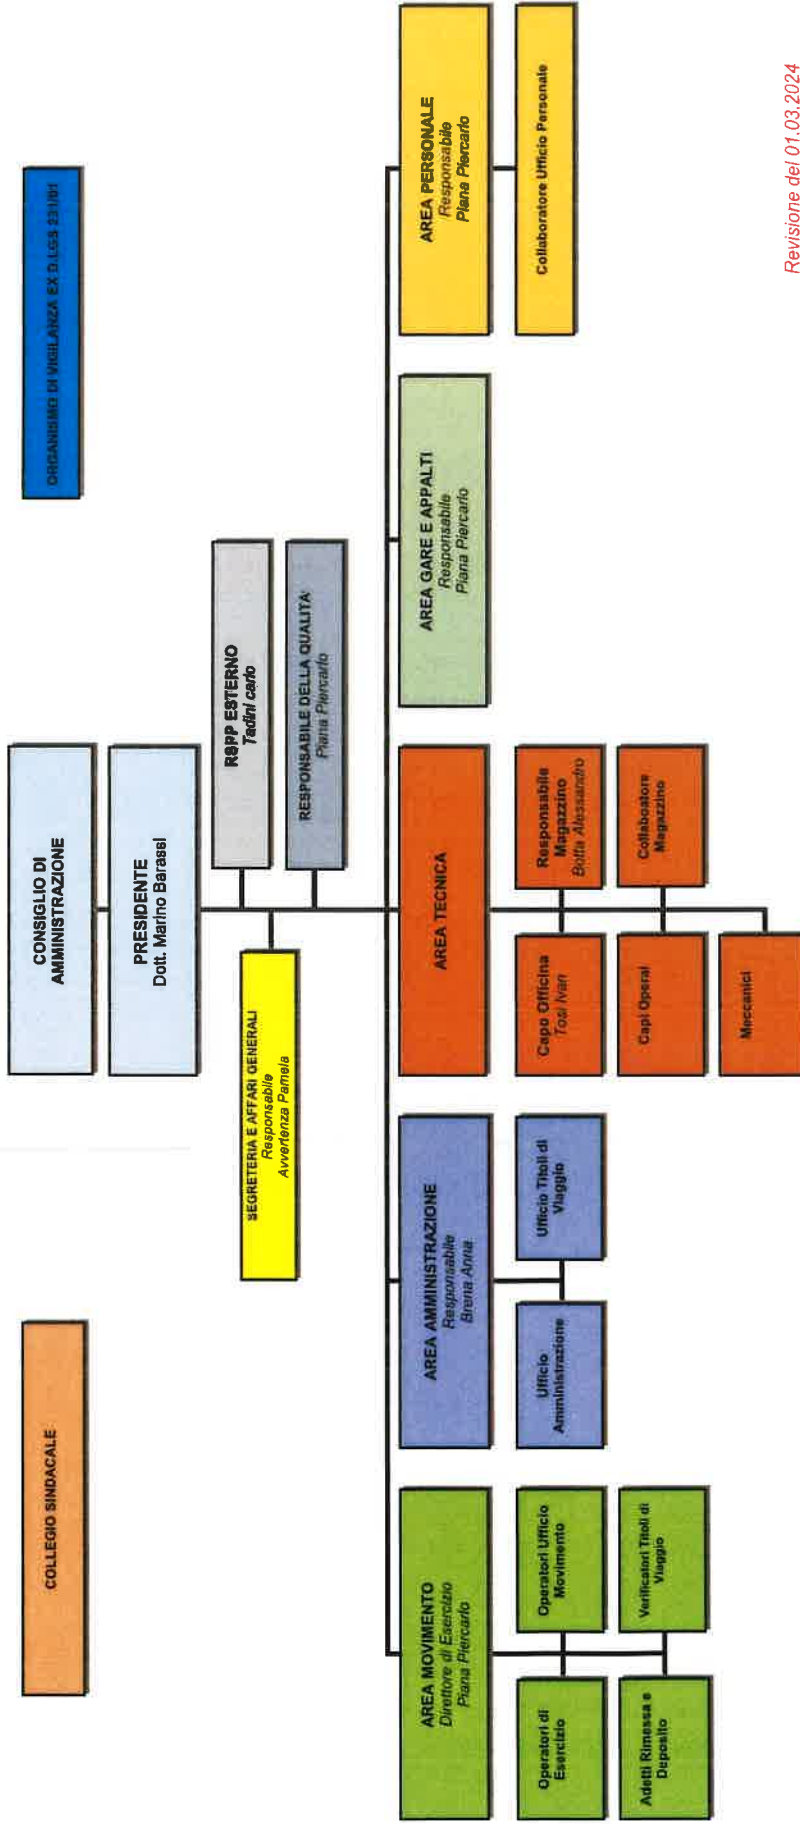 COLLEGIO SINDACALE
CONSIGLIO DI
AMMINISTRAZIONE
ORGANISMO DI VIGILANZA EX D.LGS 231/01
PRESIDENTE
Dott. Marino Barassi
RSPP ESTERNO
Tadini carlo
SEGRETERIA E AFFARI GENERALI
Responsabile
Avvertenza Pamela
RESPONSABILE DELLA QUALITA'
Piana Piercarlo
AREA MOVIMENTO
Direttore di Esercizio
Piana Piercarlo
AREA AMMINISTRAZIONE
Responsabile
Brena Anna
AREA TECNICA
AREA GARE E APPALTI
Responsabile
Piana Piercarlo
AREA PERSONALE
Responsabile
Piana Piercarlo
Operatori di
Esercizio
Operatori Ufficio
Movimento
Ufficio
Amministrazione
Ufficio Titoli di
Viaggio
Capo Officina
Tosi Ivan
Responsabile
Magazzino
Botta Alessandro
Collaboratore Ufficio Personale
Adetti Rimessa e
Deposito
Verificatori Titoli di
Viaggio
Capi Operai
Collaboatore
Magazzino
Meccanici
Revisione del 01.03.2024